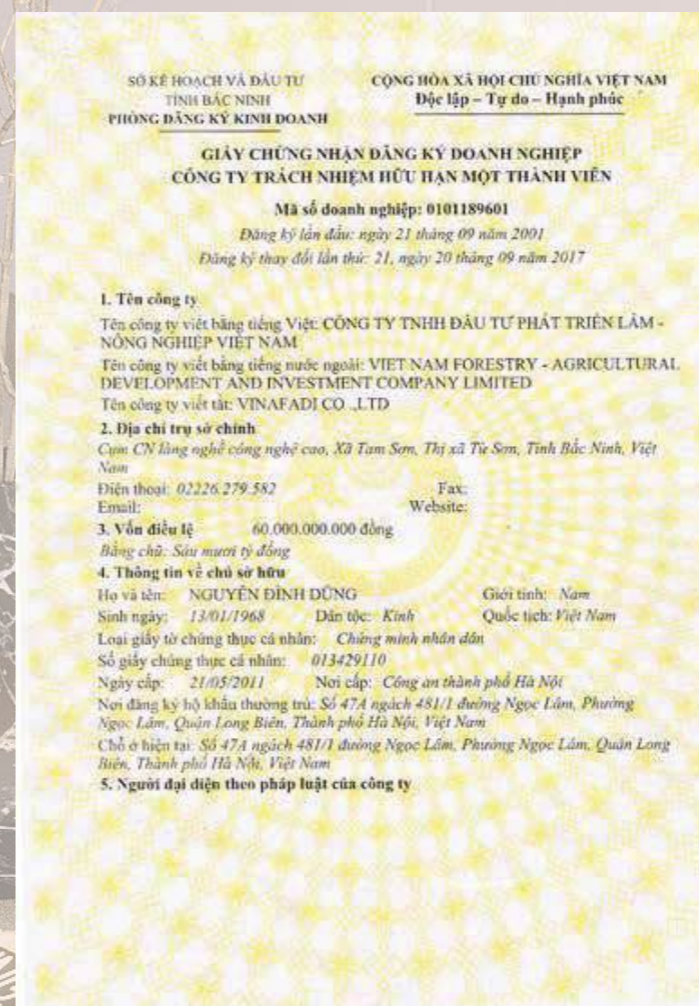 SỞ KẾ HOẠCH VÀ ĐẦU TƯ
TỈNH BẮC NINH
PHÒNG ĐĂNG KÝ KINH DOANH
CỘNG HÒA XÃ HỘI CHỦ NGHĨA VIỆT NAM
Độc lập – Tự do – Hạnh phúc
GIẤY CHỨNG NHẬN ĐĂNG KÝ DOANH NGHIỆP
CÔNG TY TRÁCH NHIỆM HỮU HẠN MỘT THÀNH VIÊN
Mã số doanh nghiệp: 0101189601
Đăng ký lần đầu: ngày 21 tháng 09 năm 2001
Đăng ký thay đổi lần thứ: 21, ngày 20 tháng 09 năm 2017
1. Tên công ty
Tên công ty viết bằng tiếng Việt: CÔNG TY TNHH ĐẦU TƯ PHÁT TRIỂN LÂM -
NÔNG NGHIỆP VIỆT NAM
Tên công ty viết bằng tiếng nước ngoài: VIET NAM FORESTRY - AGRICULTURAL
DEVELOPMENT AND INVESTMENT COMPANY LIMITED
Tên công ty viết tắt: VINAFADI CO .,LTD
2. Địa chỉ trụ sở chính
Cụm CN làng nghề công nghệ cao, Xã Tam Sơn, Thị xã Từ Sơn, Tỉnh Bắc Ninh, Việt
Nam
Điện thoại: 02226.279.582 Fax:
Email: Website:
3. Vốn điều lệ 60.000.000.000 đồng
Bằng chữ: Sáu mươi tỷ đồng
4. Thông tin về chủ sở hữu
Họ và tên: NGUYỄN ĐÌNH DŨNG Giới tính: Nam
Sinh ngày: 13/01/1968 Dân tộc: Kinh Quốc tịch: Việt Nam
Loại giấy tờ chứng thực cá nhân: Chứng minh nhân dân
Số giấy chứng thực cá nhân: 013429110
Ngày cấp: 21/05/2011 Nơi cấp: Công an thành phố Hà Nội
Nơi đăng ký hộ khẩu thường trú: Số 47A ngách 481/1 đường Ngọc Lâm, Phường
Ngọc Lâm, Quận Long Biên, Thành phố Hà Nội, Việt Nam
Chỗ ở hiện tại: Số 47A ngách 481/1 đường Ngọc Lâm, Phường Ngọc Lâm, Quận Long
Biên, Thành phố Hà Nội, Việt Nam
5. Người đại diện theo pháp luật của công ty